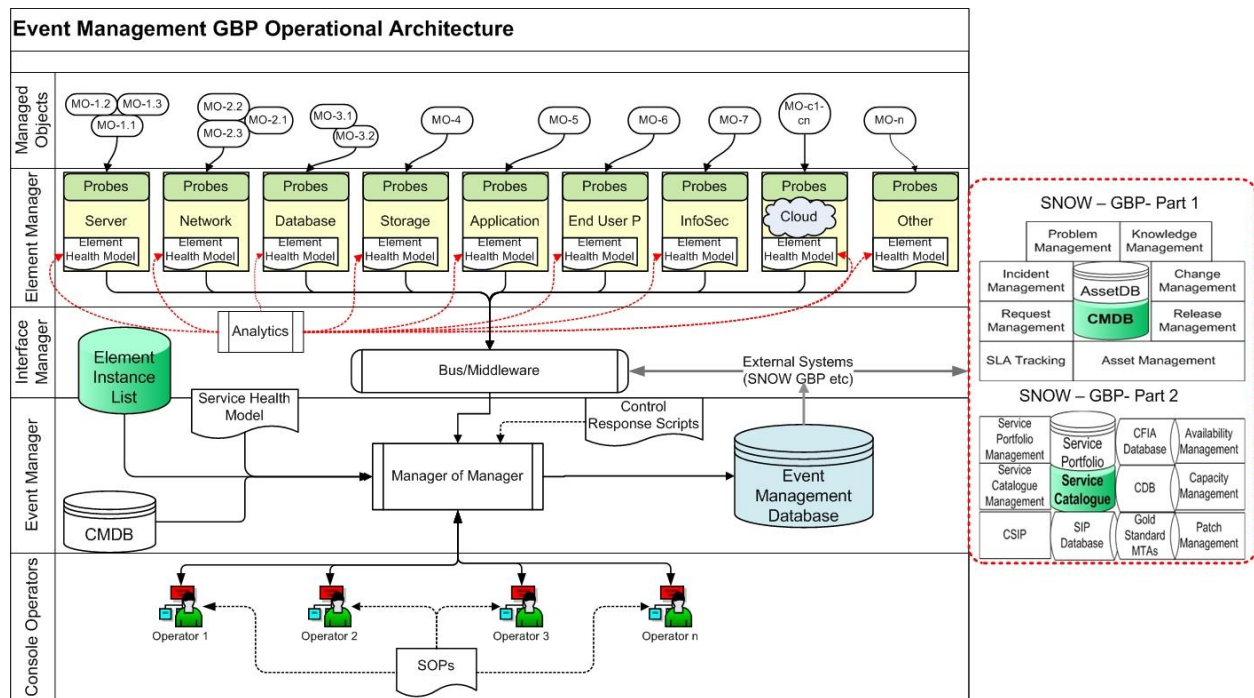 Event Management GBP Operational Architecture
Managed
Objects
MO-1.2
MO-1.3
MO-1.1
MO-2.2
MO-2.1
MO-2.3
MO-3.1
MO-3.2
MO-4
MO-5
MO-6
MO-7
MO-c1-
cn
MO-n
Element Manager
Probes
Server
Element
Health Model
Probes
Network
Element
Health Model
Probes
Database
Element
Health Model
Probes
Storage
Element
Health Model
Probes
Application
Element
Health Model
Probes
End User P
Element
Health Model
Probes
InfoSec
Element
Health Model
Probes
Cloud
Element
Health Model
Probes
Other
Element
Health Model
Interface
Manager
Analytics
Element
Instance
List
Bus/Middleware
External Systems
(SNOW GBP etc)
Event Manager
Service Health
Model
Control
Response Scripts
Manager of Manager
Event
Management
Database
CMDB
Console Operators
Operator 1
Operator 2
Operator 3
Operator n
SOPs
SNOW – GBP- Part 1
Problem
Management
Knowledge
Management
Incident
Management
AssetDB
CMDB
Change
Management
Request
Management
Release
Management
SLA Tracking
Asset Management
SNOW – GBP- Part 2
Service
Portfolio
Management
Service
Portfolio
CFIA
Database
Availability
Management
Service
Catalogue
Management
Service
Catalogue
CDB
Capacity
Management
CSIP
SIP
Database
Gold
Standard
MTAs
Patch
Management